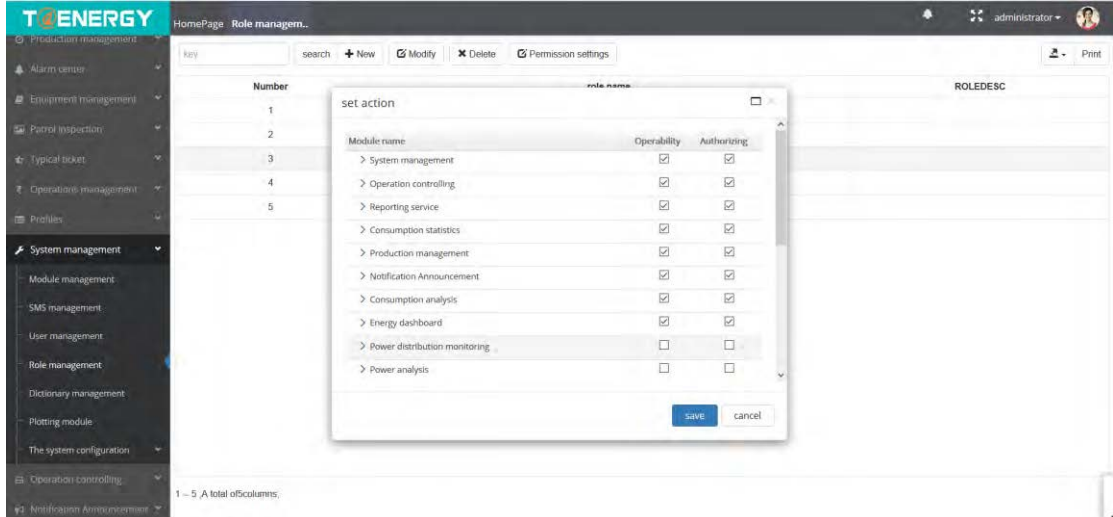 T ENERGY
HomePage Role managem..
administrator
Production management
Alarm center
Equipment management
Patrol inspection
Typical ticket
Operations management
Profiles
System management
Module management
SMS management
User management
Role management
Dictionary management
Plotting module
The system configuration
Operation controlling
Notification Announcement
key
search New Modify Delete Permission settings
Print
Number role name ROLEDESC
1
2
3
4
5
set action
Module name Operability Authorizing
System management
Operation controlling
Reporting service
Consumption statistics
Production management
Notification Announcement
Consumption analysis
Energy dashboard
Power distribution monitoring
Power analysis
save cancel
1 – 5 ,A total of5columns.